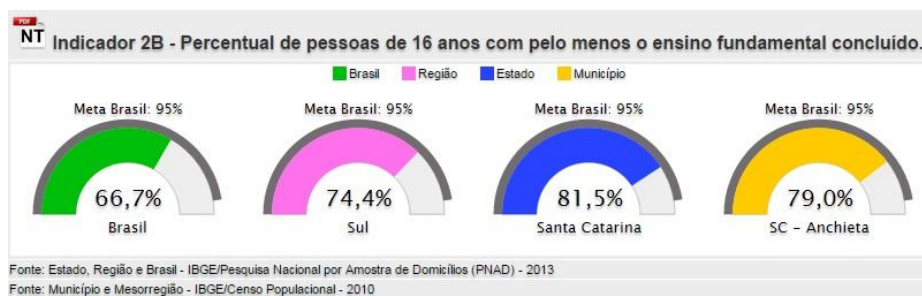 PDF
NT Indicador 2B - Percentual de pessoas de 16 anos com pelo menos o ensino fundamental concluído.
Brasil Região Estado Município
Meta Brasil: 95% Meta Brasil: 95% Meta Brasil: 95% Meta Brasil: 95%
66,7% 74,4% 81,5% 79,0%
Brasil Sul Santa Catarina SC - Anchieta
Fonte: Estado, Região e Brasil - IBGE/Pesquisa Nacional por Amostra de Domicílios (PNAD) - 2013
Fonte: Município e Mesorregião - IBGE/Censo Populacional - 2010